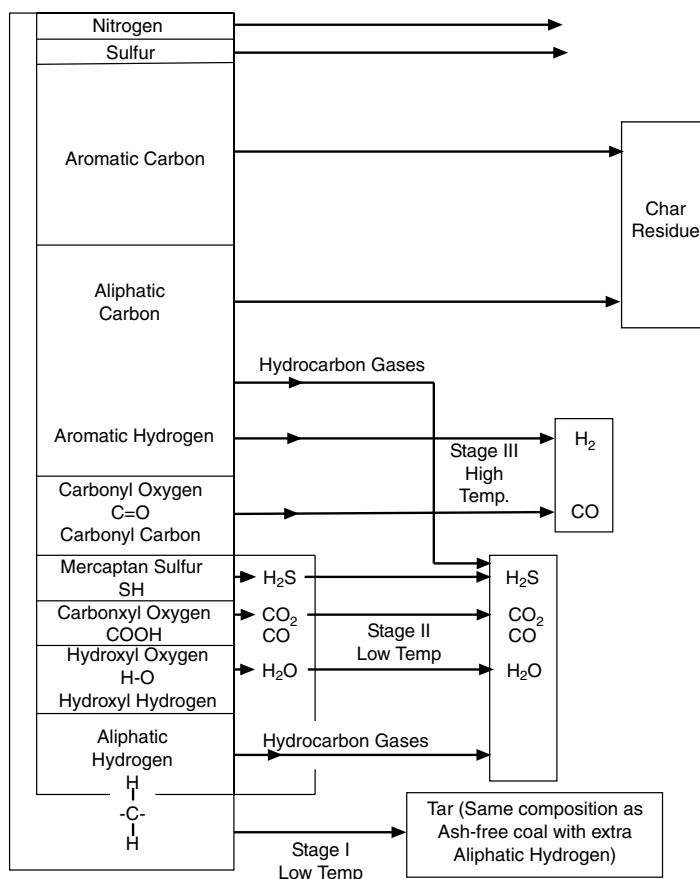 Nitrogen
Sulfur
Aromatic Carbon
Char
Residue
Aliphatic
Carbon
Hydrocarbon Gases
Aromatic Hydrogen
Stage III
High
Temp.
H₂
CO
Carbonyl Oxygen
C=O
Carbonyl Carbon
Mercaptan Sulfur
SH
H₂S
H₂S
Carbonxyl Oxygen
COOH
CO₂
CO
CO₂
CO
Stage II
Low Temp
Hydroxyl Oxygen
H-O
Hydroxyl Hydrogen
H₂O
H₂O
Aliphatic
Hydrogen
Hydrocarbon Gases
H
-C-
H
Stage I
Low Temp
Tar (Same composition as
Ash-free coal with extra
Aliphatic Hydrogen)